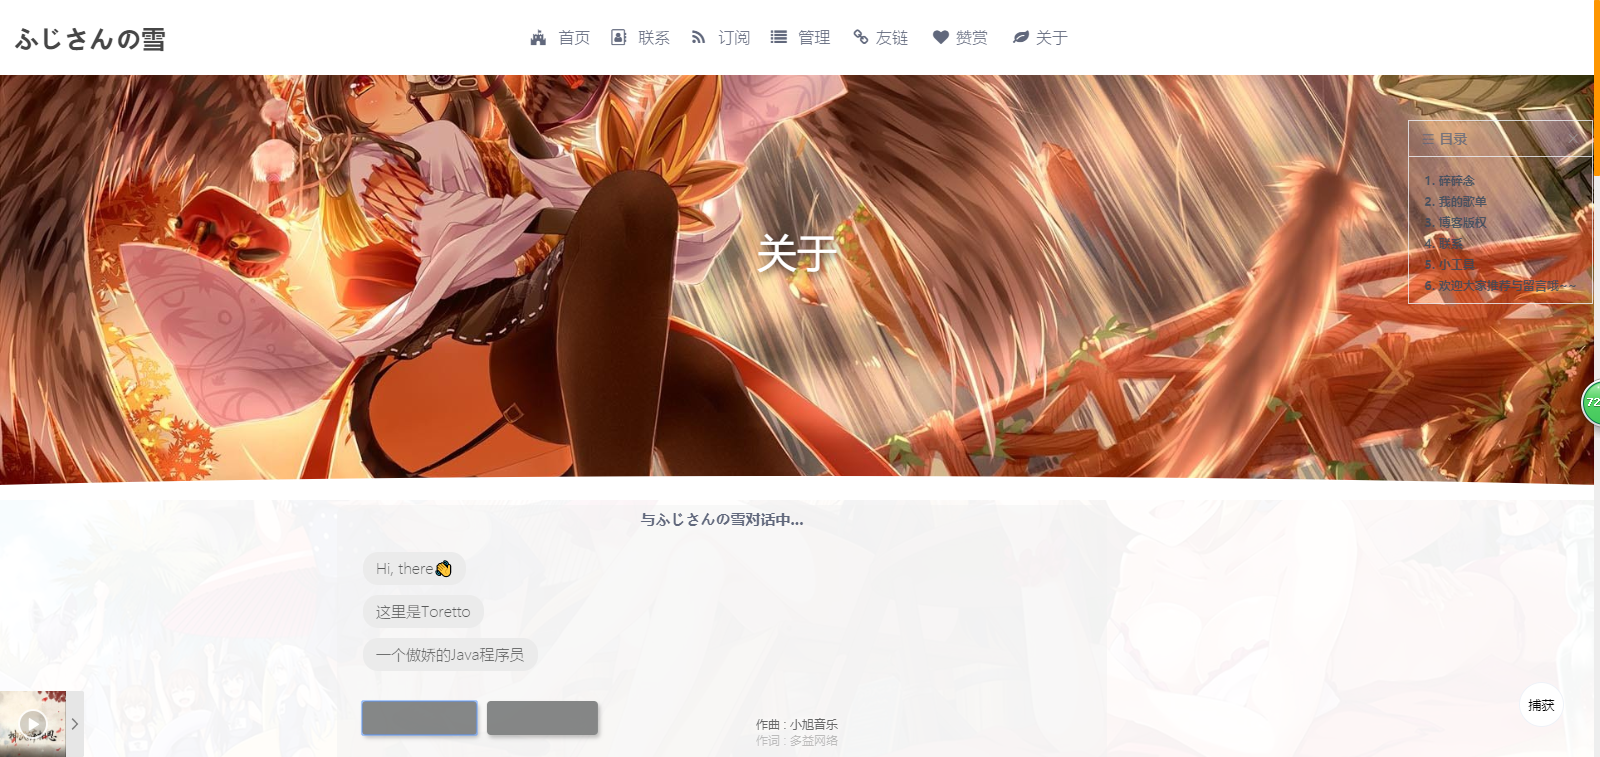 ふじさんの雪
首页 联系 订阅 管理 友链 赞赏 关于
目录
1. 碎碎念
2. 我的歌单
3. 博客版权
4. 联系
5. 小工具
6. 欢迎大家推荐与留言哦~~
关于
72
与ふじさんの雪对话中...
Hi, there👋
这里是Toretto
一个傲娇的Java程序员
捕获
作曲 : 小旭音乐
作词 : 多益网络